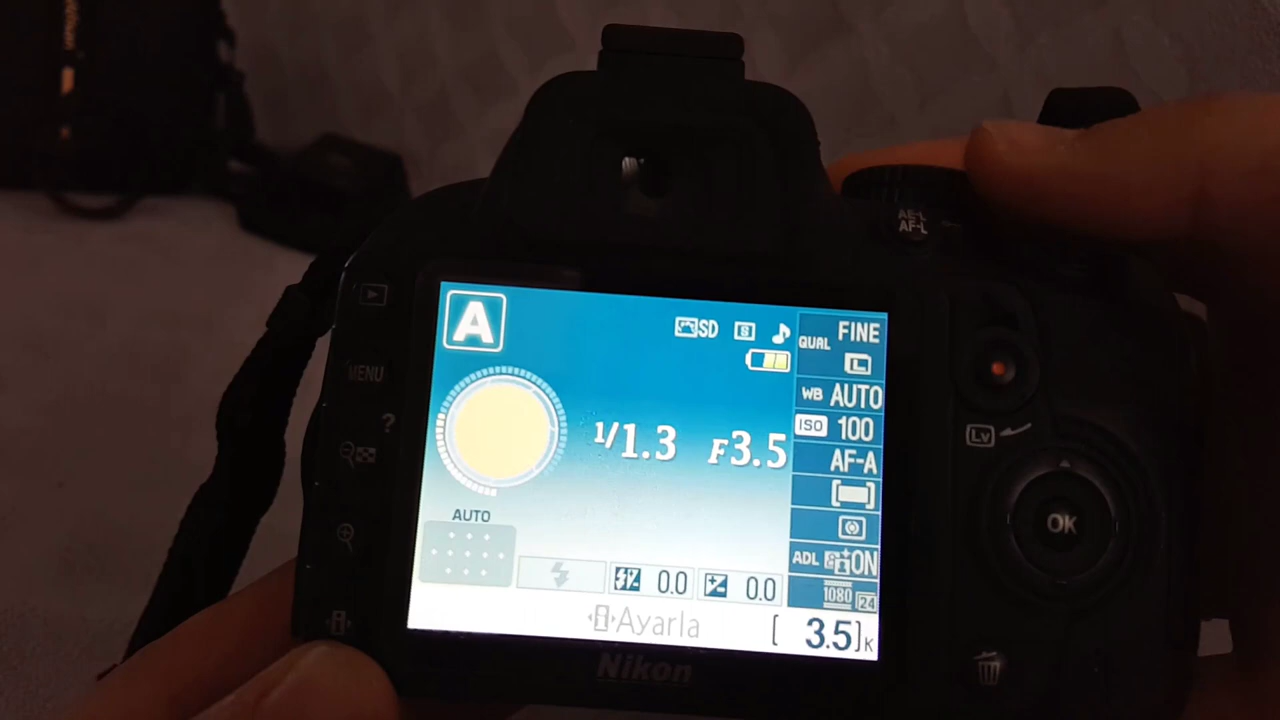 AE-L
AF-L
A
SD
S
QUAL
FINE
L
MENU
WB AUTO
ISO 100
?
1/1.3 F3.5
AF-A
Lv
AUTO
OK
ADL ON
0.0 0.0
1080 24
i Ayarla [ 3.5]K
Nikon